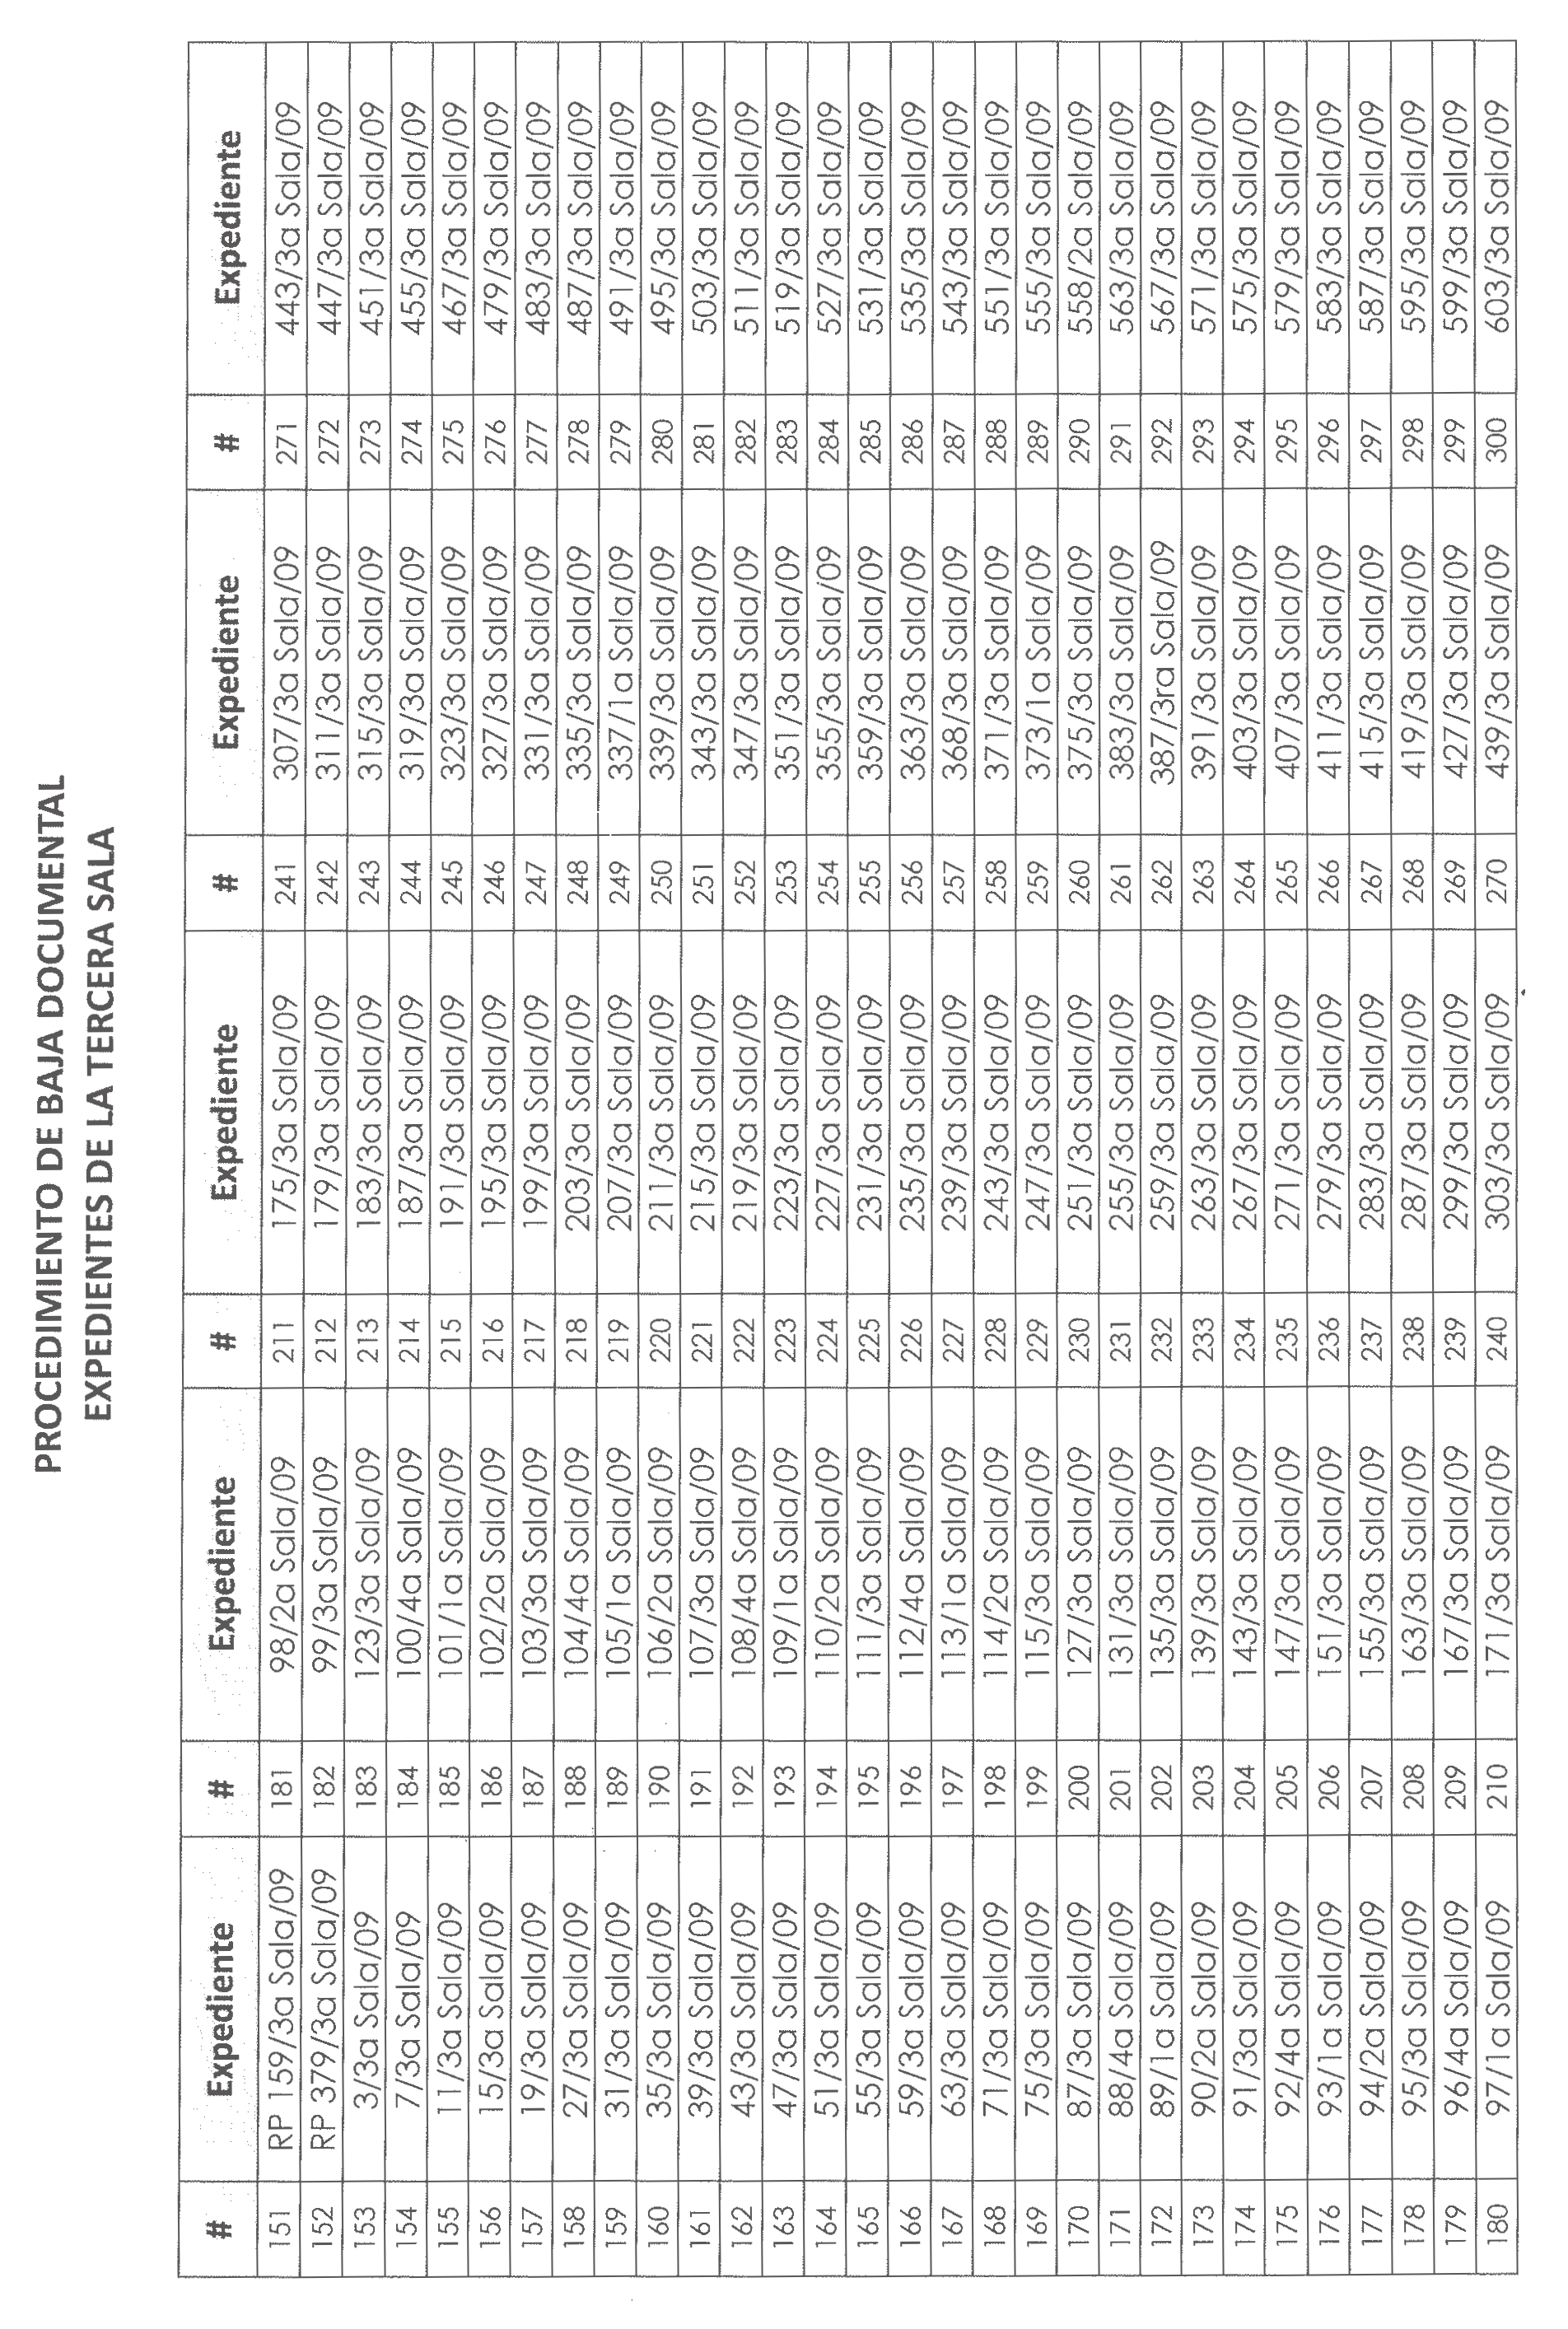 PROCEDIMIENTO DE BAJA DOCUMENTAL
EXPEDIENTES DE LA TERCERA SALA
# Expediente # Expediente # Expediente # Expediente # Expediente
151 RP 159/3a Sala/09 181 98/2a Sala/09 211 175/3a Sala/09 241 307/3a Sala/09 271 443/3a Sala/09
152 RP 379/3a Sala/09 182 99/3a Sala/09 212 179/3a Sala/09 242 311/3a Sala/09 272 447/3a Sala/09
153 3/3a Sala/09 183 123/3a Sala/09 213 183/3a Sala/09 243 315/3a Sala/09 273 451/3a Sala/09
154 7/3a Sala/09 184 100/4a Sala/09 214 187/3a Sala/09 244 319/3a Sala/09 274 455/3a Sala/09
155 11/3a Sala/09 185 101/1a Sala/09 215 191/3a Sala/09 245 323/3a Sala/09 275 467/3a Sala/09
156 15/3a Sala/09 186 102/2a Sala/09 216 195/3a Sala/09 246 327/3a Sala/09 276 479/3a Sala/09
157 19/3a Sala/09 187 103/3a Sala/09 217 199/3a Sala/09 247 331/3a Sala/09 277 483/3a Sala/09
158 27/3a Sala/09 188 104/4a Sala/09 218 203/3a Sala/09 248 335/3a Sala/09 278 487/3a Sala/09
159 31/3a Sala/09 189 105/1a Sala/09 219 207/3a Sala/09 249 337/1a Sala/09 279 491/3a Sala/09
160 35/3a Sala/09 190 106/2a Sala/09 220 211/3a Sala/09 250 339/3a Sala/09 280 495/3a Sala/09
161 39/3a Sala/09 191 107/3a Sala/09 221 215/3a Sala/09 251 343/3a Sala/09 281 503/3a Sala/09
162 43/3a Sala/09 192 108/4a Sala/09 222 219/3a Sala/09 252 347/3a Sala/09 282 511/3a Sala/09
163 47/3a Sala/09 193 109/1a Sala/09 223 223/3a Sala/09 253 351/3a Sala/09 283 519/3a Sala/09
164 51/3a Sala/09 194 110/2a Sala/09 224 227/3a Sala/09 254 355/3a Sala/09 284 527/3a Sala/09
165 55/3a Sala/09 195 111/3a Sala/09 225 231/3a Sala/09 255 359/3a Sala/09 285 531/3a Sala/09
166 59/3a Sala/09 196 112/4a Sala/09 226 235/3a Sala/09 256 363/3a Sala/09 286 535/3a Sala/09
167 63/3a Sala/09 197 113/1a Sala/09 227 239/3a Sala/09 257 368/3a Sala/09 287 543/3a Sala/09
168 71/3a Sala/09 198 114/2a Sala/09 228 243/3a Sala/09 258 371/3a Sala/09 288 551/3a Sala/09
169 75/3a Sala/09 199 115/3a Sala/09 229 247/3a Sala/09 259 373/1a Sala/09 289 555/3a Sala/09
170 87/3a Sala/09 200 127/3a Sala/09 230 251/3a Sala/09 260 375/3a Sala/09 290 558/2a Sala/09
171 88/4a Sala/09 201 131/3a Sala/09 231 255/3a Sala/09 261 383/3a Sala/09 291 563/3a Sala/09
172 89/1a Sala/09 202 135/3a Sala/09 232 259/3a Sala/09 262 387/3ra Sala/09 292 567/3a Sala/09
173 90/2a Sala/09 203 139/3a Sala/09 233 263/3a Sala/09 263 391/3a Sala/09 293 571/3a Sala/09
174 91/3a Sala/09 204 143/3a Sala/09 234 267/3a Sala/09 264 403/3a Sala/09 294 575/3a Sala/09
175 92/4a Sala/09 205 147/3a Sala/09 235 271/3a Sala/09 265 407/3a Sala/09 295 579/3a Sala/09
176 93/1a Sala/09 206 151/3a Sala/09 236 279/3a Sala/09 266 411/3a Sala/09 296 583/3a Sala/09
177 94/2a Sala/09 207 155/3a Sala/09 237 283/3a Sala/09 267 415/3a Sala/09 297 587/3a Sala/09
178 95/3a Sala/09 208 163/3a Sala/09 238 287/3a Sala/09 268 419/3a Sala/09 298 595/3a Sala/09
179 96/4a Sala/09 209 167/3a Sala/09 239 299/3a Sala/09 269 427/3a Sala/09 299 599/3a Sala/09
180 97/1a Sala/09 210 171/3a Sala/09 240 303/3a Sala/09 270 439/3a Sala/09 300 603/3a Sala/09